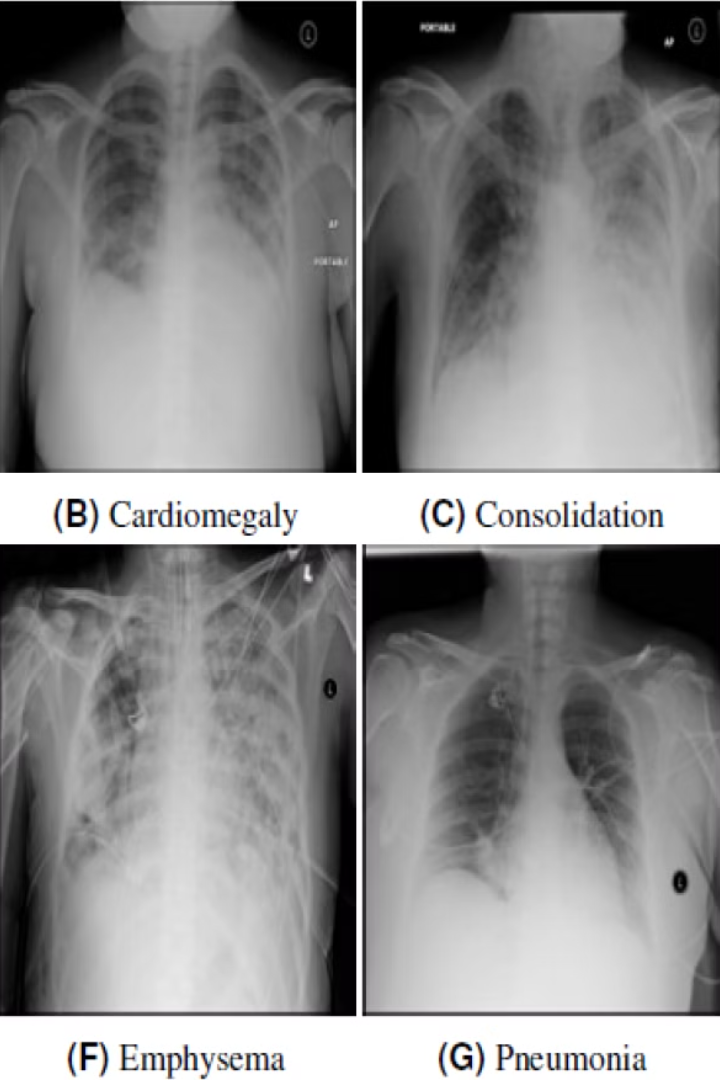 L
AP
PORTABLE
PORTABLE
L
AP
(B) Cardiomegaly
(C) Consolidation
L
L
L
(F) Emphysema
(G) Pneumonia